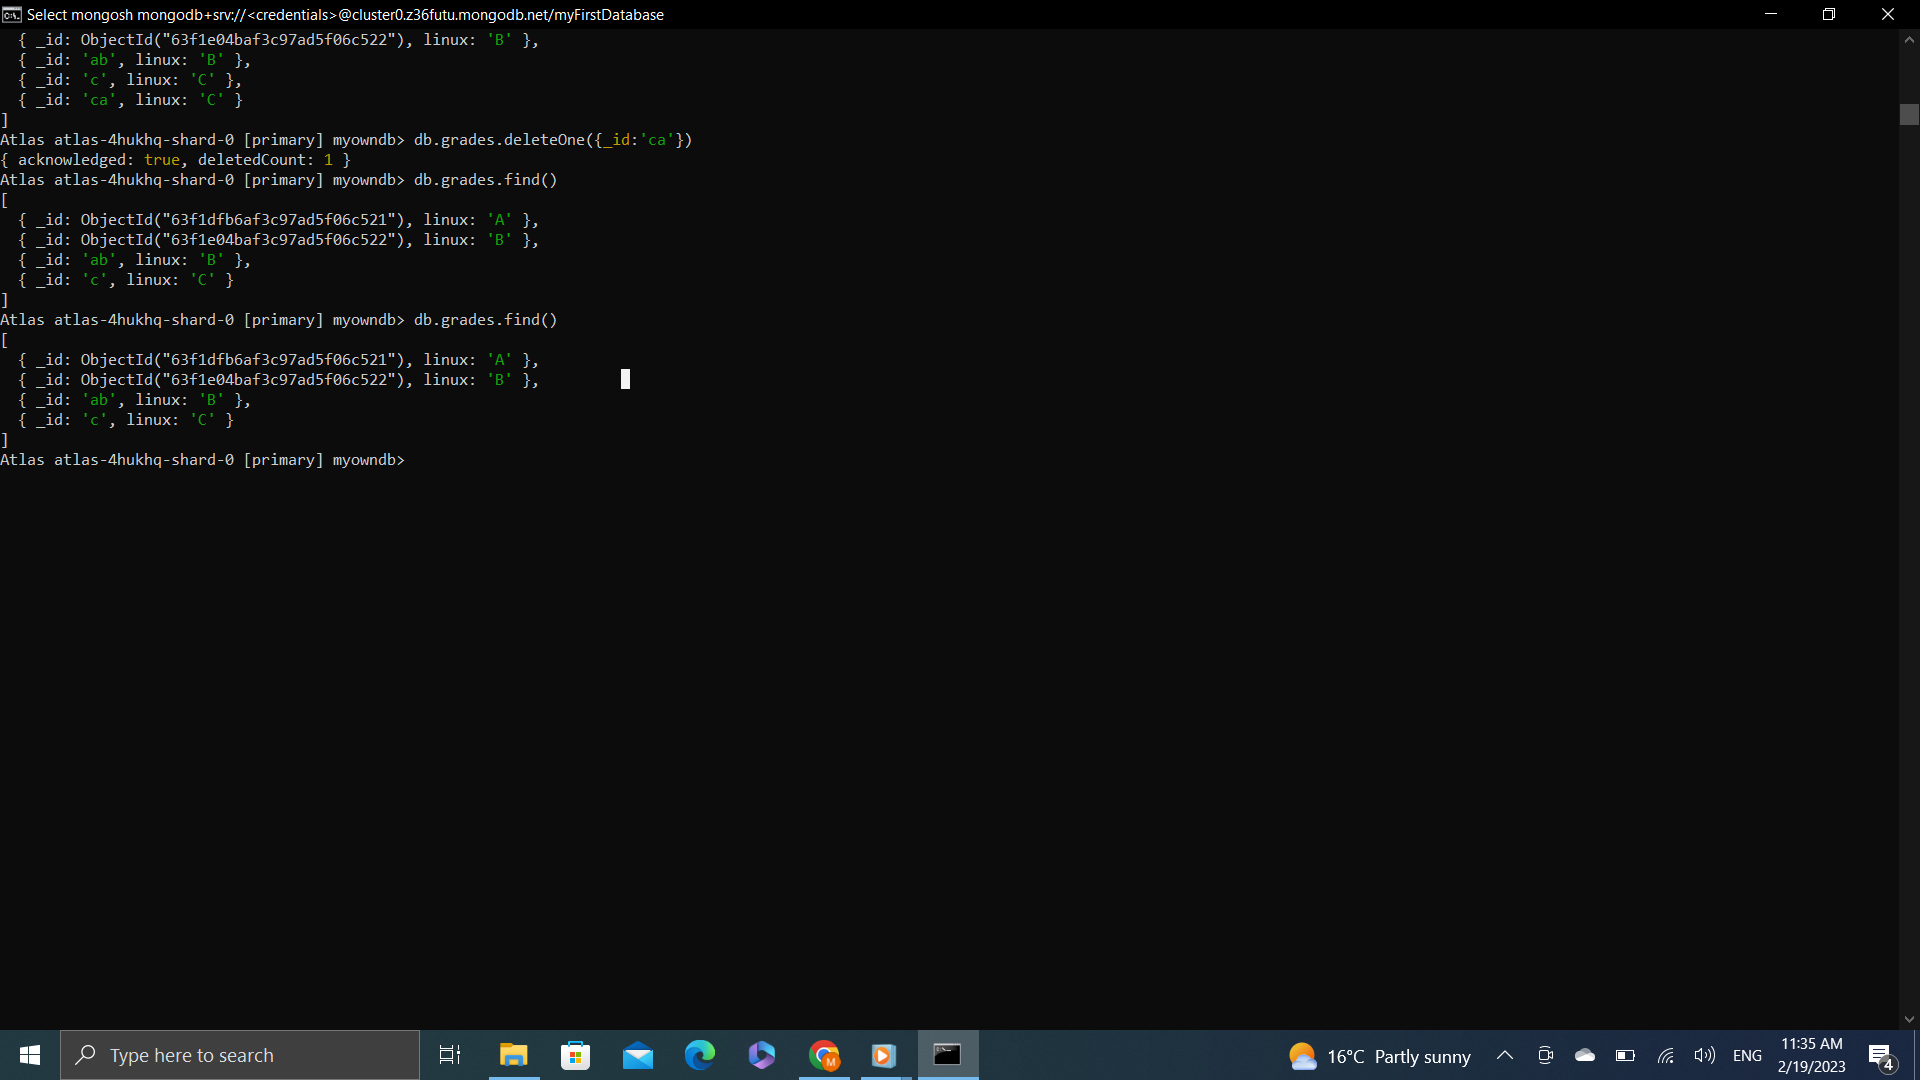 Select mongosh mongodb+srv://<credentials>@cluster0.z36futu.mongodb.net/myFirstDatabase
{ _id: ObjectId("63f1e04baf3c97ad5f06c522"), linux: 'B' },
{ _id: 'ab', linux: 'B' },
{ _id: 'c', linux: 'C' },
{ _id: 'ca', linux: 'C' }
]
Atlas atlas-4hukhq-shard-0 [primary] myowndb> db.grades.deleteOne({_id:'ca'})
{ acknowledged: true, deletedCount: 1 }
Atlas atlas-4hukhq-shard-0 [primary] myowndb> db.grades.find()
[
{ _id: ObjectId("63f1dfb6af3c97ad5f06c521"), linux: 'A' },
{ _id: ObjectId("63f1e04baf3c97ad5f06c522"), linux: 'B' },
{ _id: 'ab', linux: 'B' },
{ _id: 'c', linux: 'C' }
]
Atlas atlas-4hukhq-shard-0 [primary] myowndb> db.grades.find()
[
{ _id: ObjectId("63f1dfb6af3c97ad5f06c521"), linux: 'A' },
{ _id: ObjectId("63f1e04baf3c97ad5f06c522"), linux: 'B' },
{ _id: 'ab', linux: 'B' },
{ _id: 'c', linux: 'C' }
]
Atlas atlas-4hukhq-shard-0 [primary] myowndb>
Type here to search
M
16°C Partly sunny
ENG
11:35 AM
2/19/2023
4